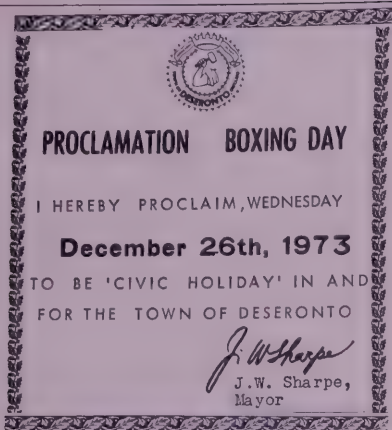 DESERONTO
PROCLAMATION BOXING DAY
I HEREBY PROCLAIM, WEDNESDAY
December 26th, 1973
TO BE 'CIVIC HOLIDAY' IN AND
FOR THE TOWN OF DESERONTO
J. W Sharpe
J.W. Sharpe,
Mayor